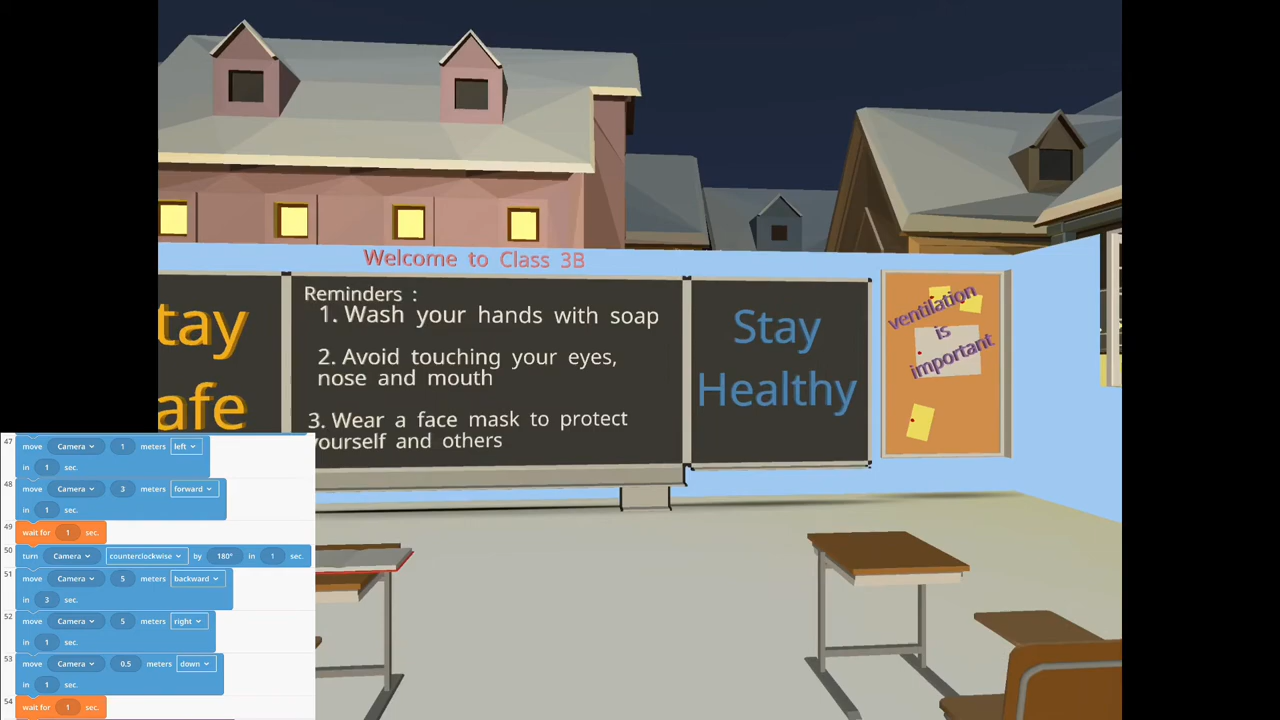 Welcome to Class 3B
tay
afe
Reminders :
1. Wash your hands with soap
2. Avoid touching your eyes,
nose and mouth
3. Wear a face mask to protect
yourself and others
Stay
Healthy
ventilation
is
important
47 move Camera 1 meters left
in 1 sec.
48 move Camera 3 meters forward
in 1 sec.
49 wait for 1 sec.
50 turn Camera counterclockwise by 180° in 1 sec.
51 move Camera 5 meters backward
in 3 sec.
52 move Camera 5 meters right
in 1 sec.
53 move Camera 0.5 meters down
in 1 sec.
54 wait for 1 sec.